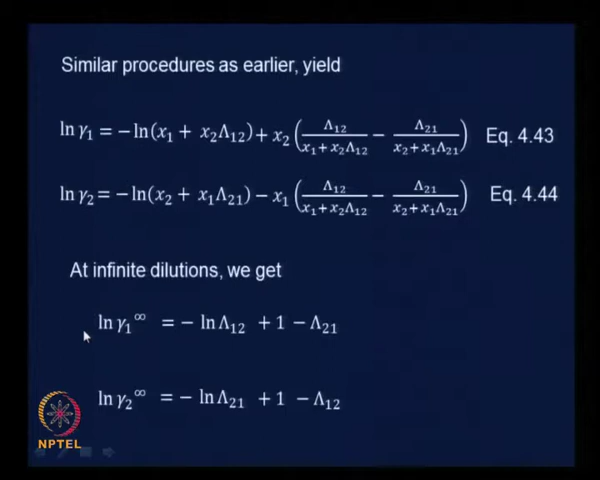 Similar procedures as earlier, yield
ln γ₁ = −ln(x₁ + x₂Λ₁₂) + x₂ (Λ₁₂/(x₁+x₂Λ₁₂) − Λ₂₁/(x₂+x₁Λ₂₁)) Eq. 4.43
ln γ₂ = −ln(x₂ + x₁Λ₂₁) − x₁ (Λ₁₂/(x₁+x₂Λ₁₂) − Λ₂₁/(x₂+x₁Λ₂₁)) Eq. 4.44
At infinite dilutions, we get
ln γ₁^∞ = − ln Λ₁₂ + 1 − Λ₂₁
ln γ₂^∞ = − ln Λ₂₁ + 1 − Λ₁₂
NPTEL